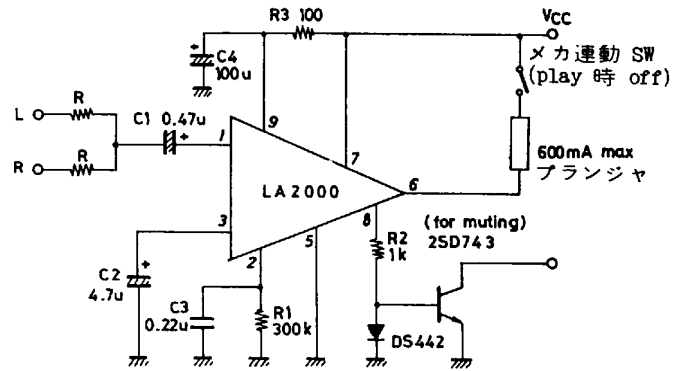 R3 100
VCC
C4
100u
メカ連動 SW
(play 時 off)
L
R
C1 0.47u
R
R
1
9
7
6
600mA max
プランジャ
LA2000
3
2
5
8
(for muting)
2SD743
R2
1k
C2
4.7u
C3
0.22u
R1
300k
DS442
+
+
+